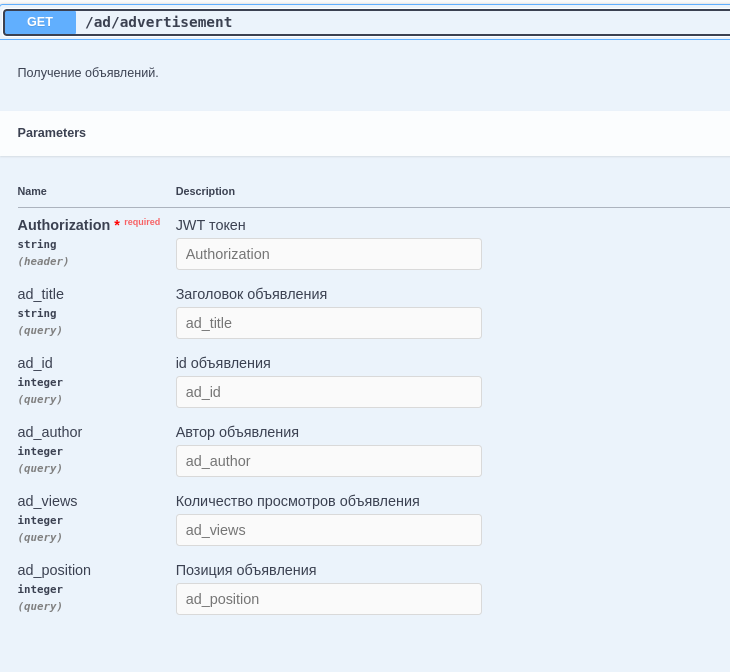 GET /ad/advertisement
Получение объявлений.
Parameters
Name Description
Authorization * required JWT токен
string
(header)
Authorization
ad_title Заголовок объявления
string
(query)
ad_title
ad_id id объявления
integer
(query)
ad_id
ad_author Автор объявления
integer
(query)
ad_author
ad_views Количество просмотров объявления
integer
(query)
ad_views
ad_position Позиция объявления
integer
(query)
ad_position